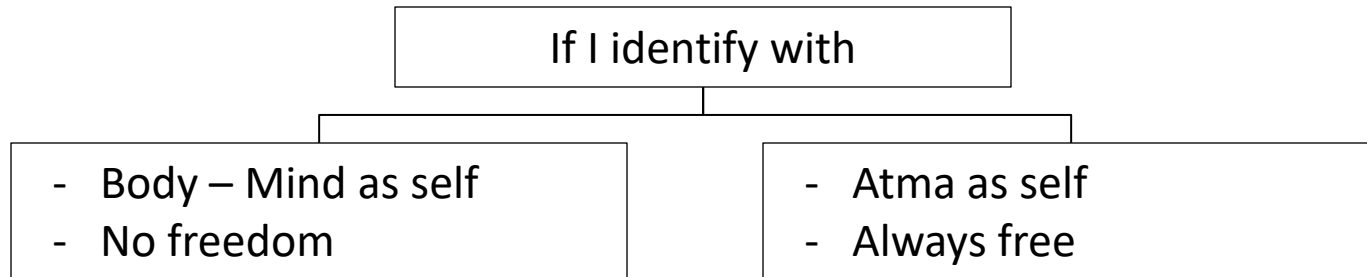 If I identify with
- Body – Mind as self
- No freedom
- Atma as self
- Always free